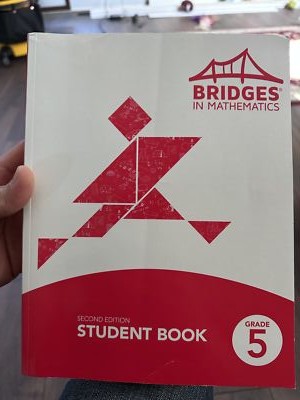 BRIDGES®
IN MATHEMATICS
SECOND EDITION
STUDENT BOOK
GRADE
5